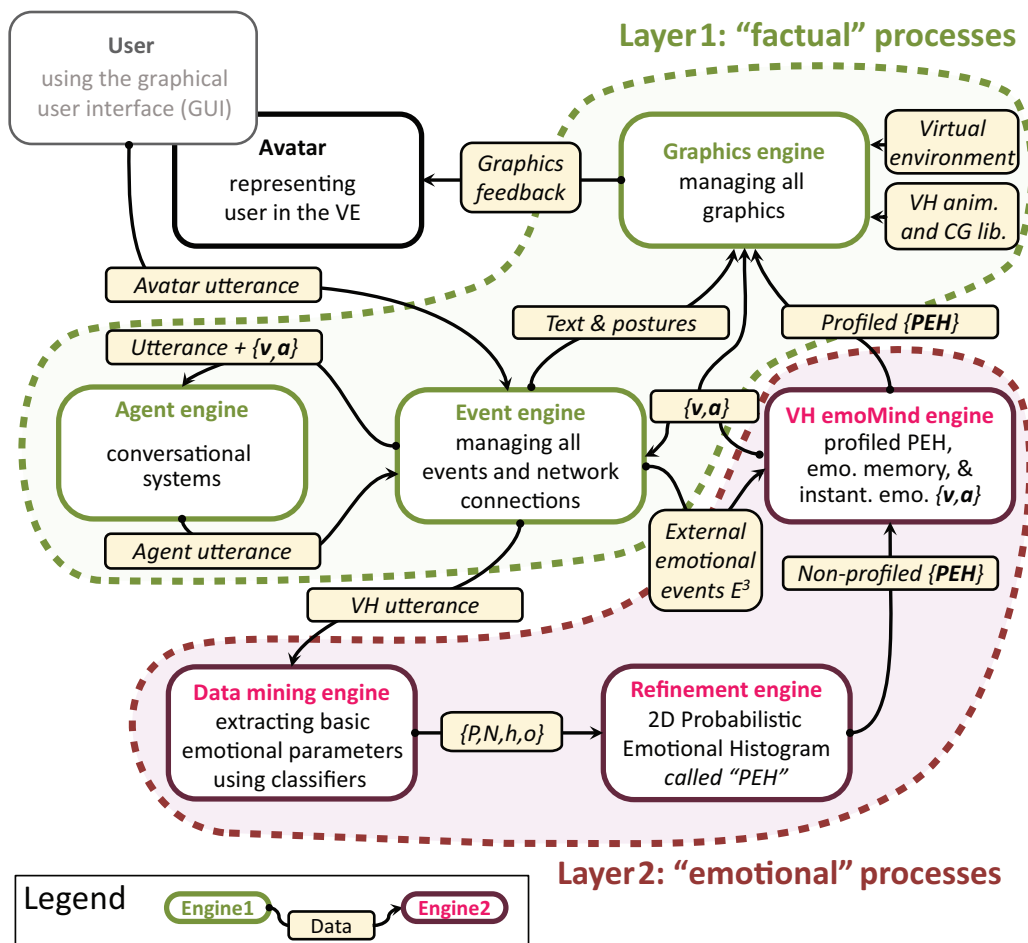 User
using the graphical
user interface (GUI)
Layer 1: “factual” processes
Avatar
representing
user in the VE
Graphics
feedback
Graphics engine
managing all
graphics
Virtual
environment
VH anim.
and CG lib.
Avatar utterance
Text & postures
Profiled {PEH}
Utterance + {v,a}
Agent engine
conversational
systems
Agent utterance
Event engine
managing all
events and network
connections
{v,a}
VH emoMind engine
profiled PEH,
emo. memory, &
instant. emo. {v,a}
External
emotional
events E³
Non-profiled {PEH}
VH utterance
Data mining engine
extracting basic
emotional parameters
using classifiers
{P,N,h,o}
Refinement engine
2D Probabilistic
Emotional Histogram
called “PEH”
Layer 2: “emotional” processes
Legend
Engine1
Data
Engine2